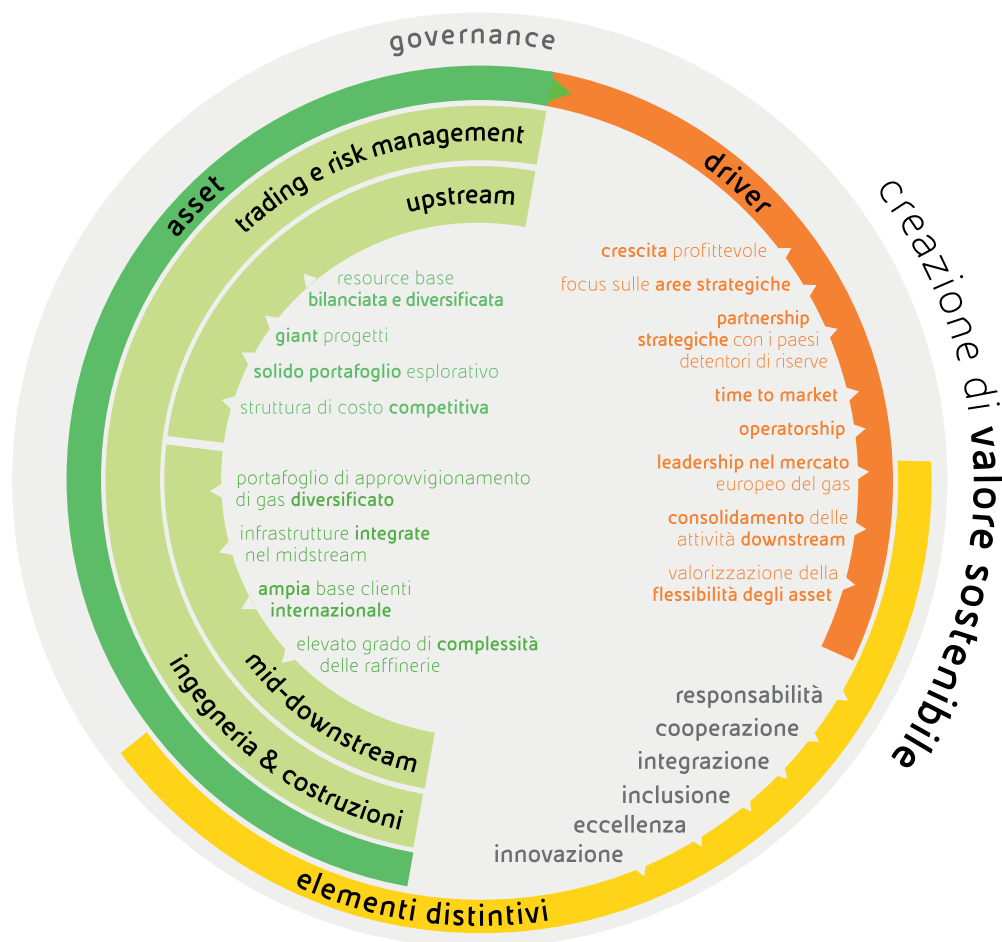 governance
asset
trading e risk management
upstream
resource base
bilanciata e diversificata
giant progetti
solido portafoglio esplorativo
struttura di costo competitiva
portafoglio di approvvigionamento
di gas diversificato
infrastrutture integrate
nel midstream
ampia base clienti
internazionale
elevato grado di complessità
delle raffinerie
mid-downstream
ingegneria & costruzioni
driver
crescita profittevole
focus sulle aree strategiche
partnership
strategiche con i paesi
detentori di riserve
time to market
operatorship
leadership nel mercato
europeo del gas
consolidamento delle
attività downstream
valorizzazione della
flessibilità degli asset
responsabilità
cooperazione
integrazione
inclusione
eccellenza
innovazione
elementi distintivi
creazione di valore sostenibile